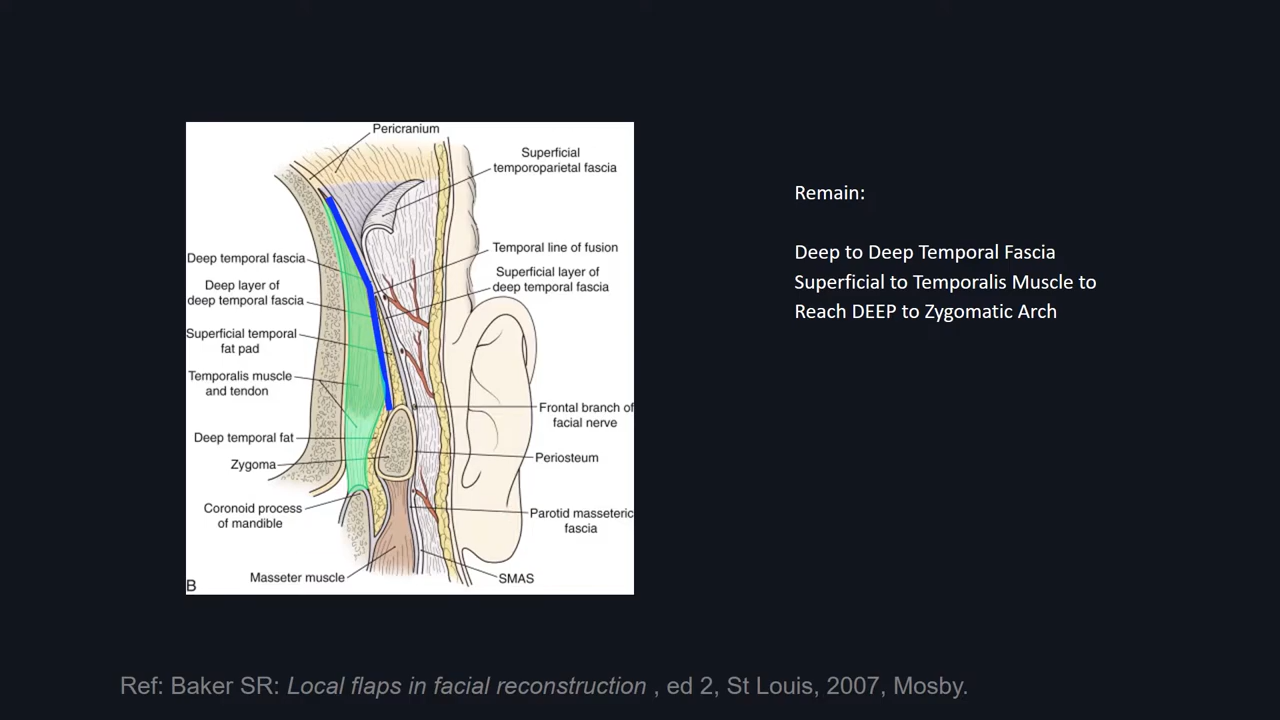 Pericranium
Superficial
temporoparietal fascia
Temporal line of fusion
Deep temporal fascia
Superficial layer of
deep temporal fascia
Deep layer of
deep temporal fascia
Superficial temporal
fat pad
Temporalis muscle
and tendon
Frontal branch of
facial nerve
Deep temporal fat
Periosteum
Zygoma
Coronoid process
of mandible
Parotid masseteric
fascia
Masseter muscle
SMAS
B
Remain:
Deep to Deep Temporal Fascia
Superficial to Temporalis Muscle to
Reach DEEP to Zygomatic Arch
Ref: Baker SR: Local flaps in facial reconstruction , ed 2, St Louis, 2007, Mosby.